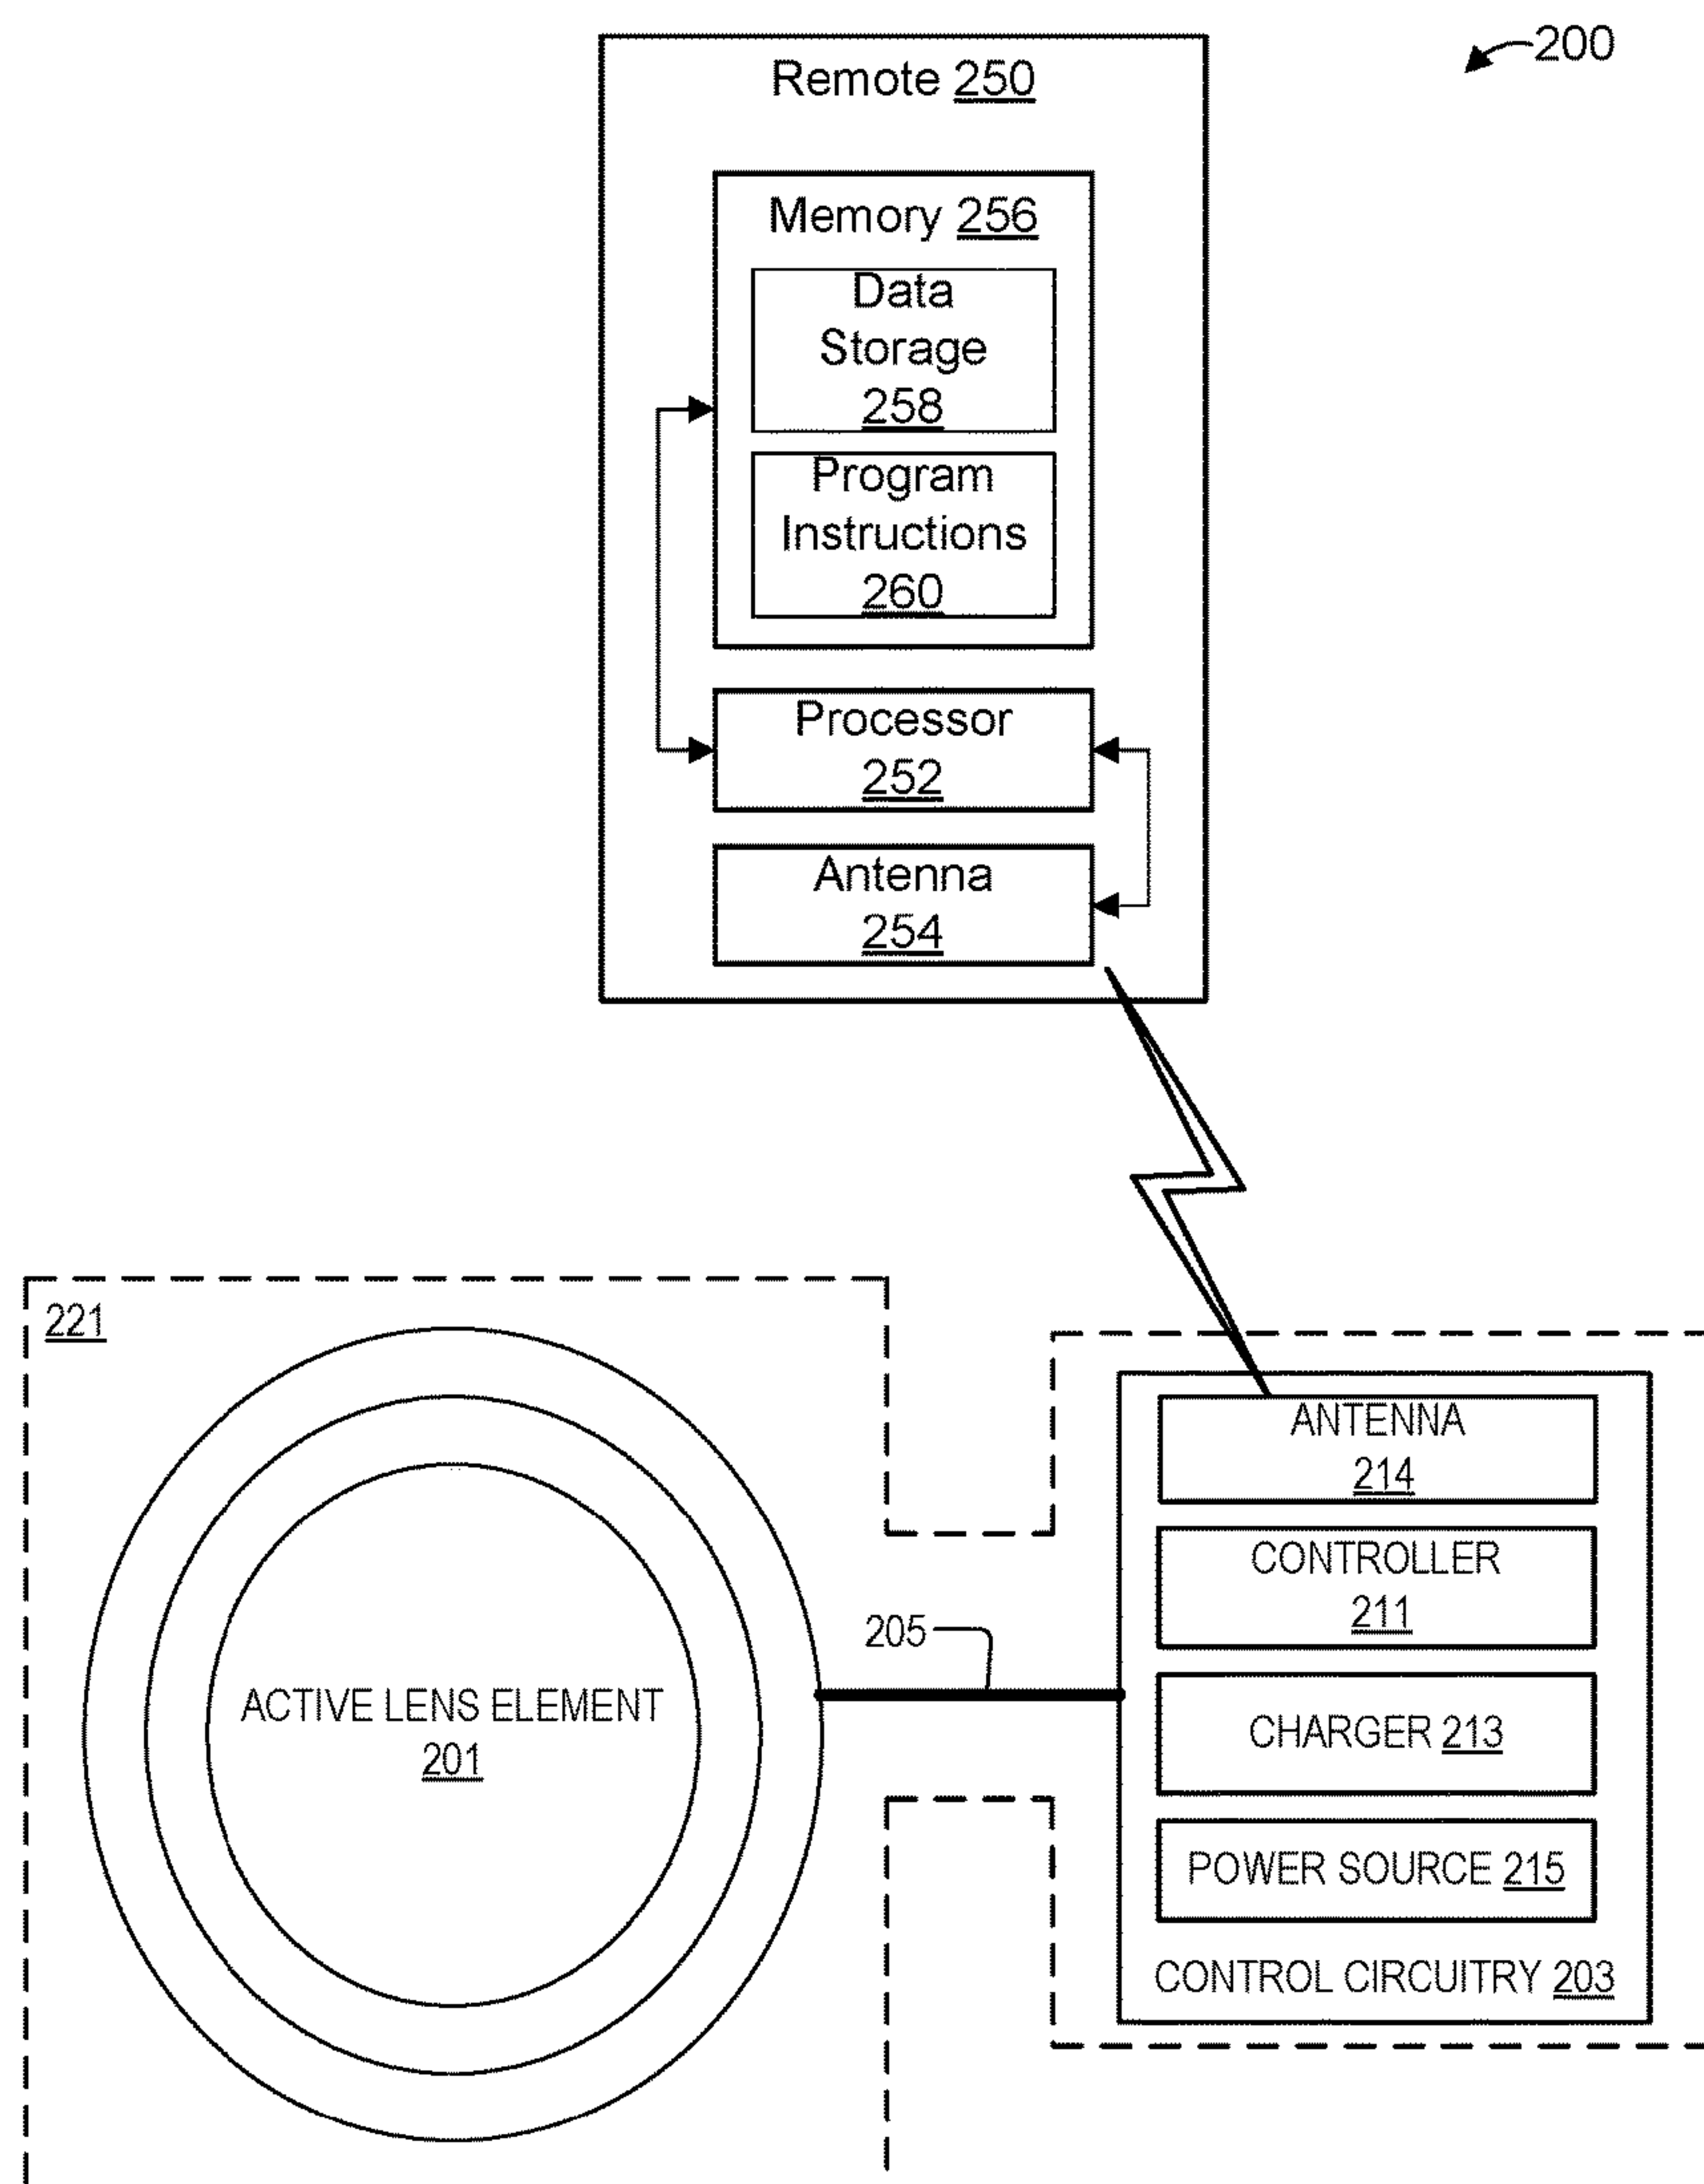 200
Remote 250
Memory 256
Data
Storage
258
Program
Instructions
260
Processor
252
Antenna
254
221
ANTENNA
214
CONTROLLER
211
205
ACTIVE LENS ELEMENT
201
CHARGER 213
POWER SOURCE 215
CONTROL CIRCUITRY 203